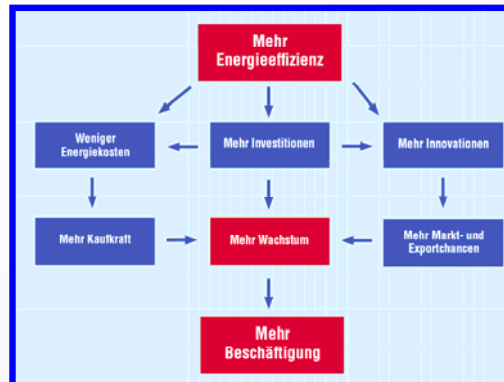 Mehr
Energieeffizienz
Weniger
Energiekosten
Mehr Investitionen
Mehr Innovationen
Mehr Kaufkraft
Mehr Wachstum
Mehr Markt- und
Exportchancen
Mehr
Beschäftigung